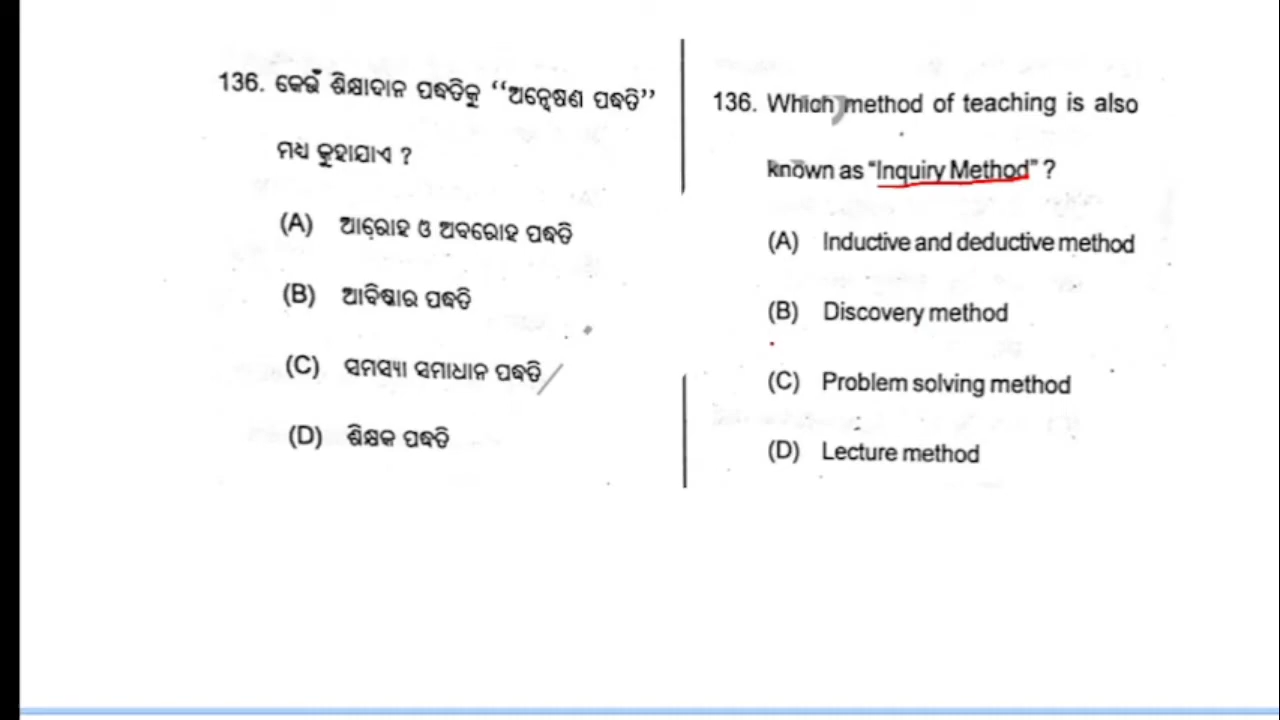 136. କେଉଁ ଶିକ୍ଷାଦାନ ପଦ୍ଧତିକୁ ‘‘ଅନ୍ୱେଷଣ ପଦ୍ଧତି’’
ମଧ୍ୟ କୁହାଯାଏ ?
(A) ଆରୋହ ଓ ଅବରୋହ ପଦ୍ଧତି
(B) ଆବିଷ୍କାର ପଦ୍ଧତି
(C) ସମସ୍ୟା ସମାଧାନ ପଦ୍ଧତି
(D) ଶିକ୍ଷକ ପଦ୍ଧତି
136. Which method of teaching is also
known as “Inquiry Method” ?
(A) Inductive and deductive method
(B) Discovery method
(C) Problem solving method
(D) Lecture method